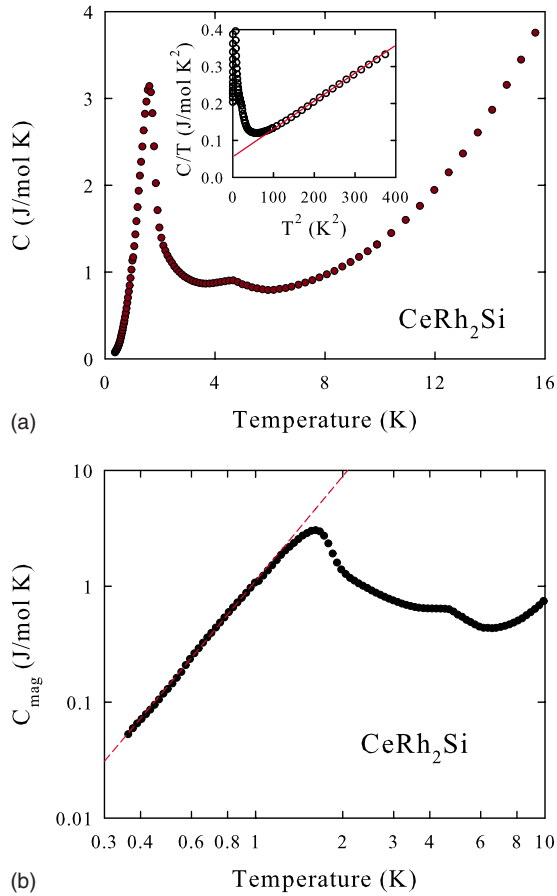 (a)
C (J/mol K)
4
3
2
1
0
0 4 8 12 16
Temperature (K)
CeRh2Si
C/T (J/mol K2)
0.4
0.3
0.2
0.1
0.0
0 100 200 300 400
T2 (K2)
(b)
Cmag (J/mol K)
10
1
0.1
0.01
0.3 0.4 0.6 0.8 1 2 3 4 6 8 10
Temperature (K)
CeRh2Si